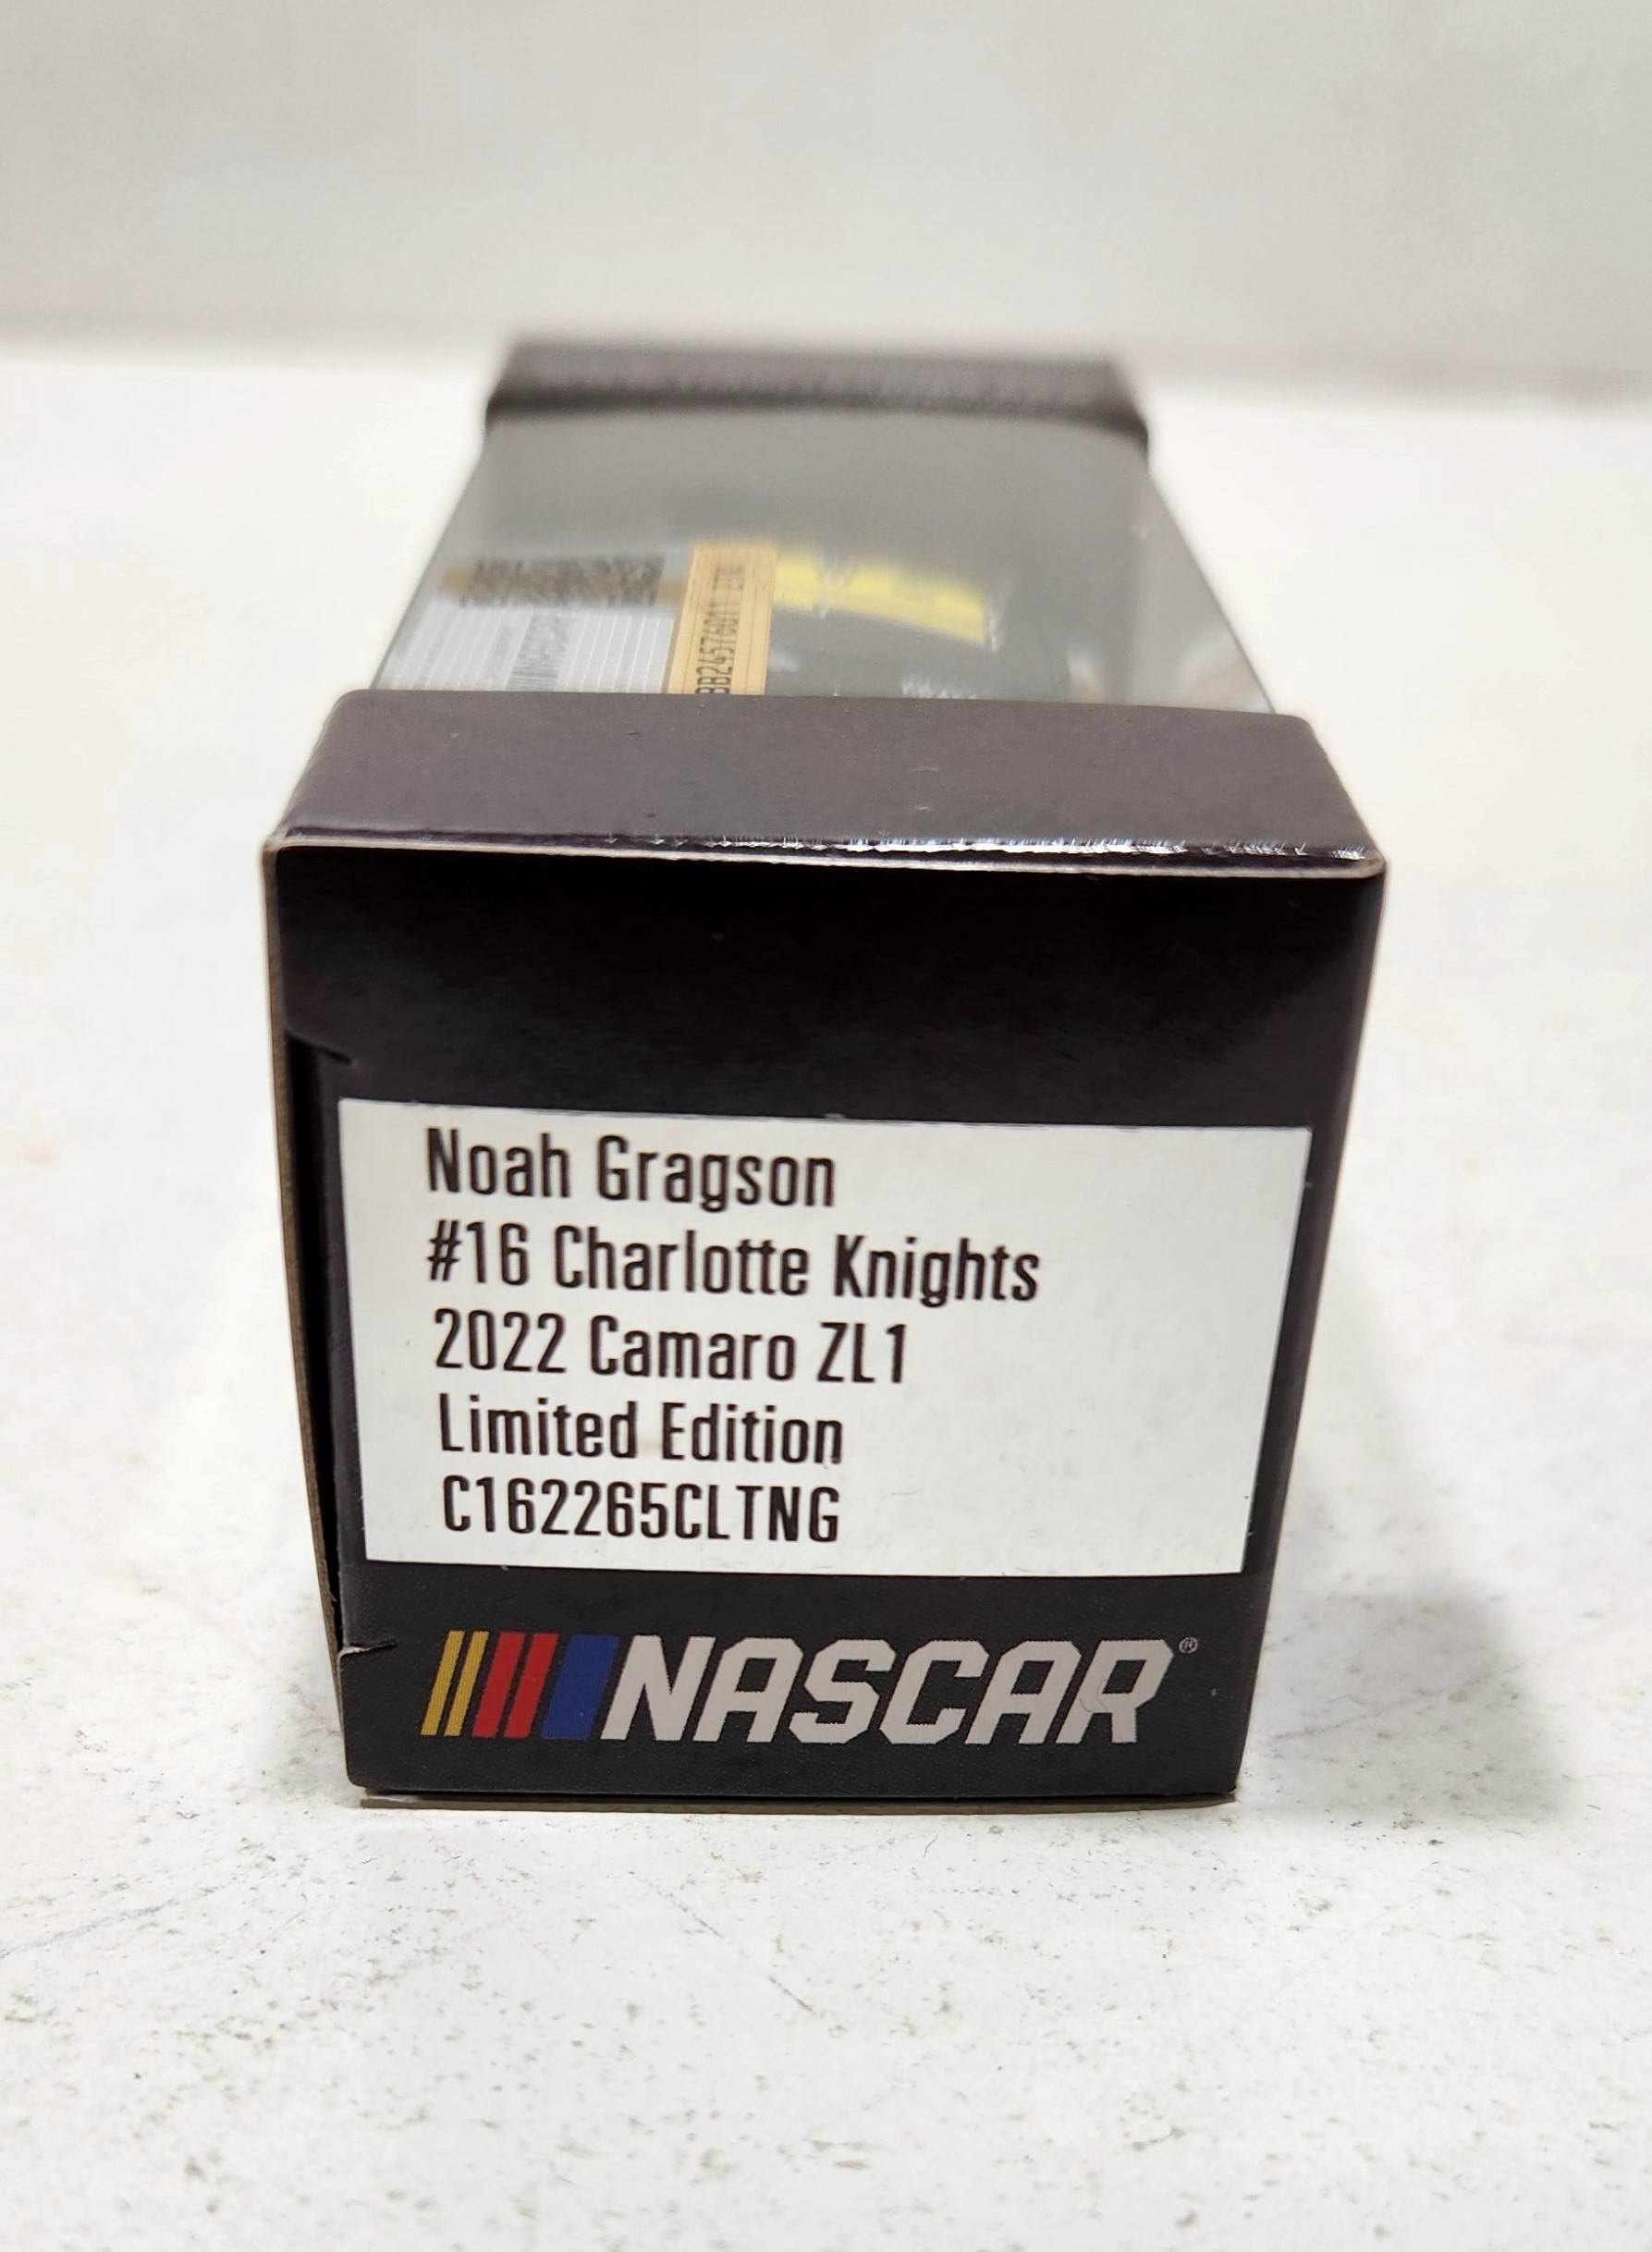 Noah Gragson
#16 Charlotte Knights
2022 Camaro ZL1
Limited Edition
C162265CLTNG
NASCAR®